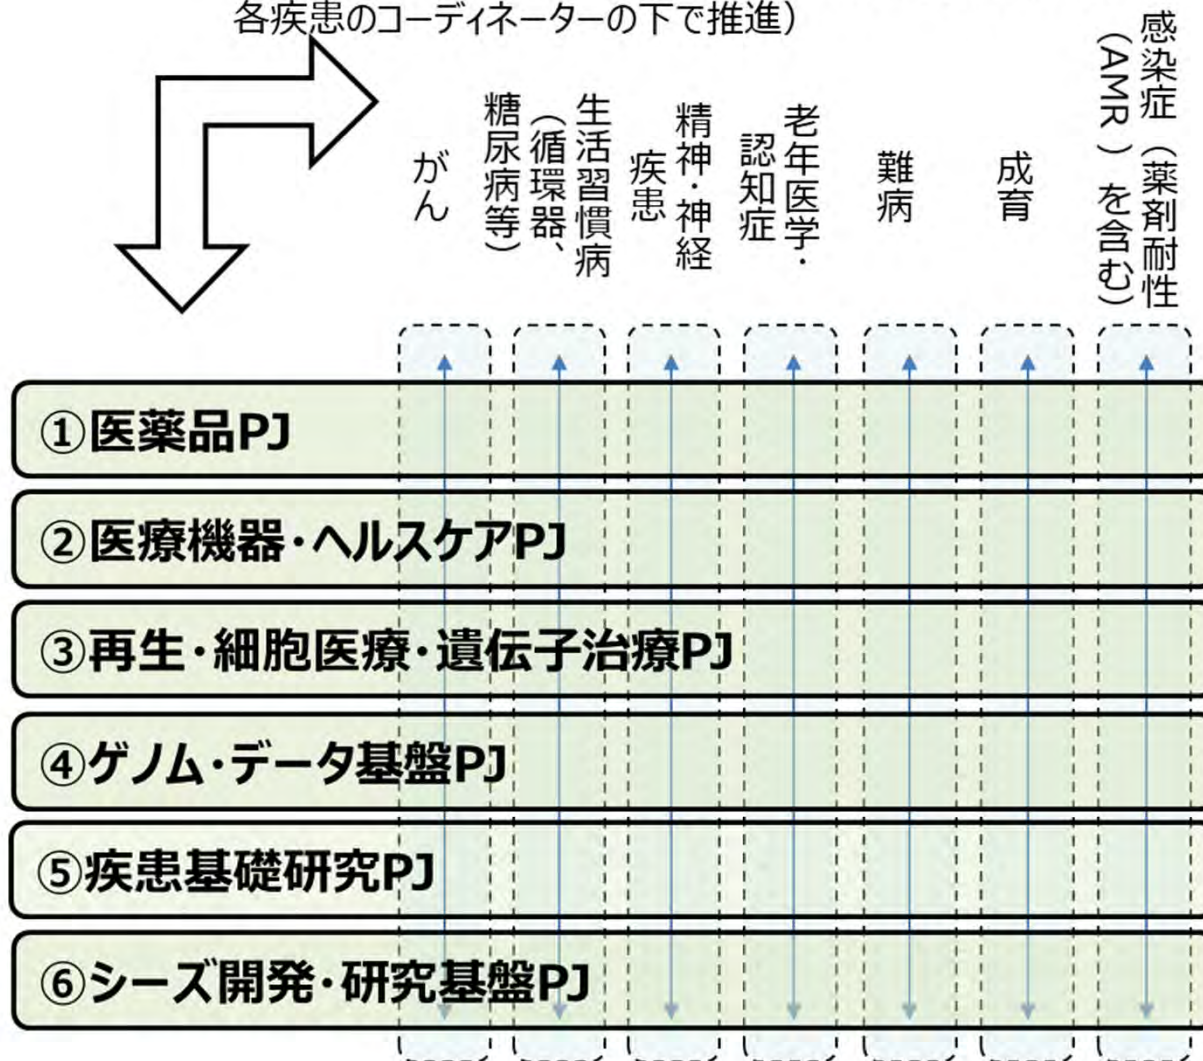 各疾患のコーディネーターの下で推進）
がん
生活習慣病
（循環器、
糖尿病等）
精神・神経
疾患
老年医学・
認知症
難病
成育
感染症（薬剤耐性
（AMR）を含む）
①医薬品PJ
②医療機器・ヘルスケアPJ
③再生・細胞医療・遺伝子治療PJ
④ゲノム・データ基盤PJ
⑤疾患基礎研究PJ
⑥シーズ開発・研究基盤PJ